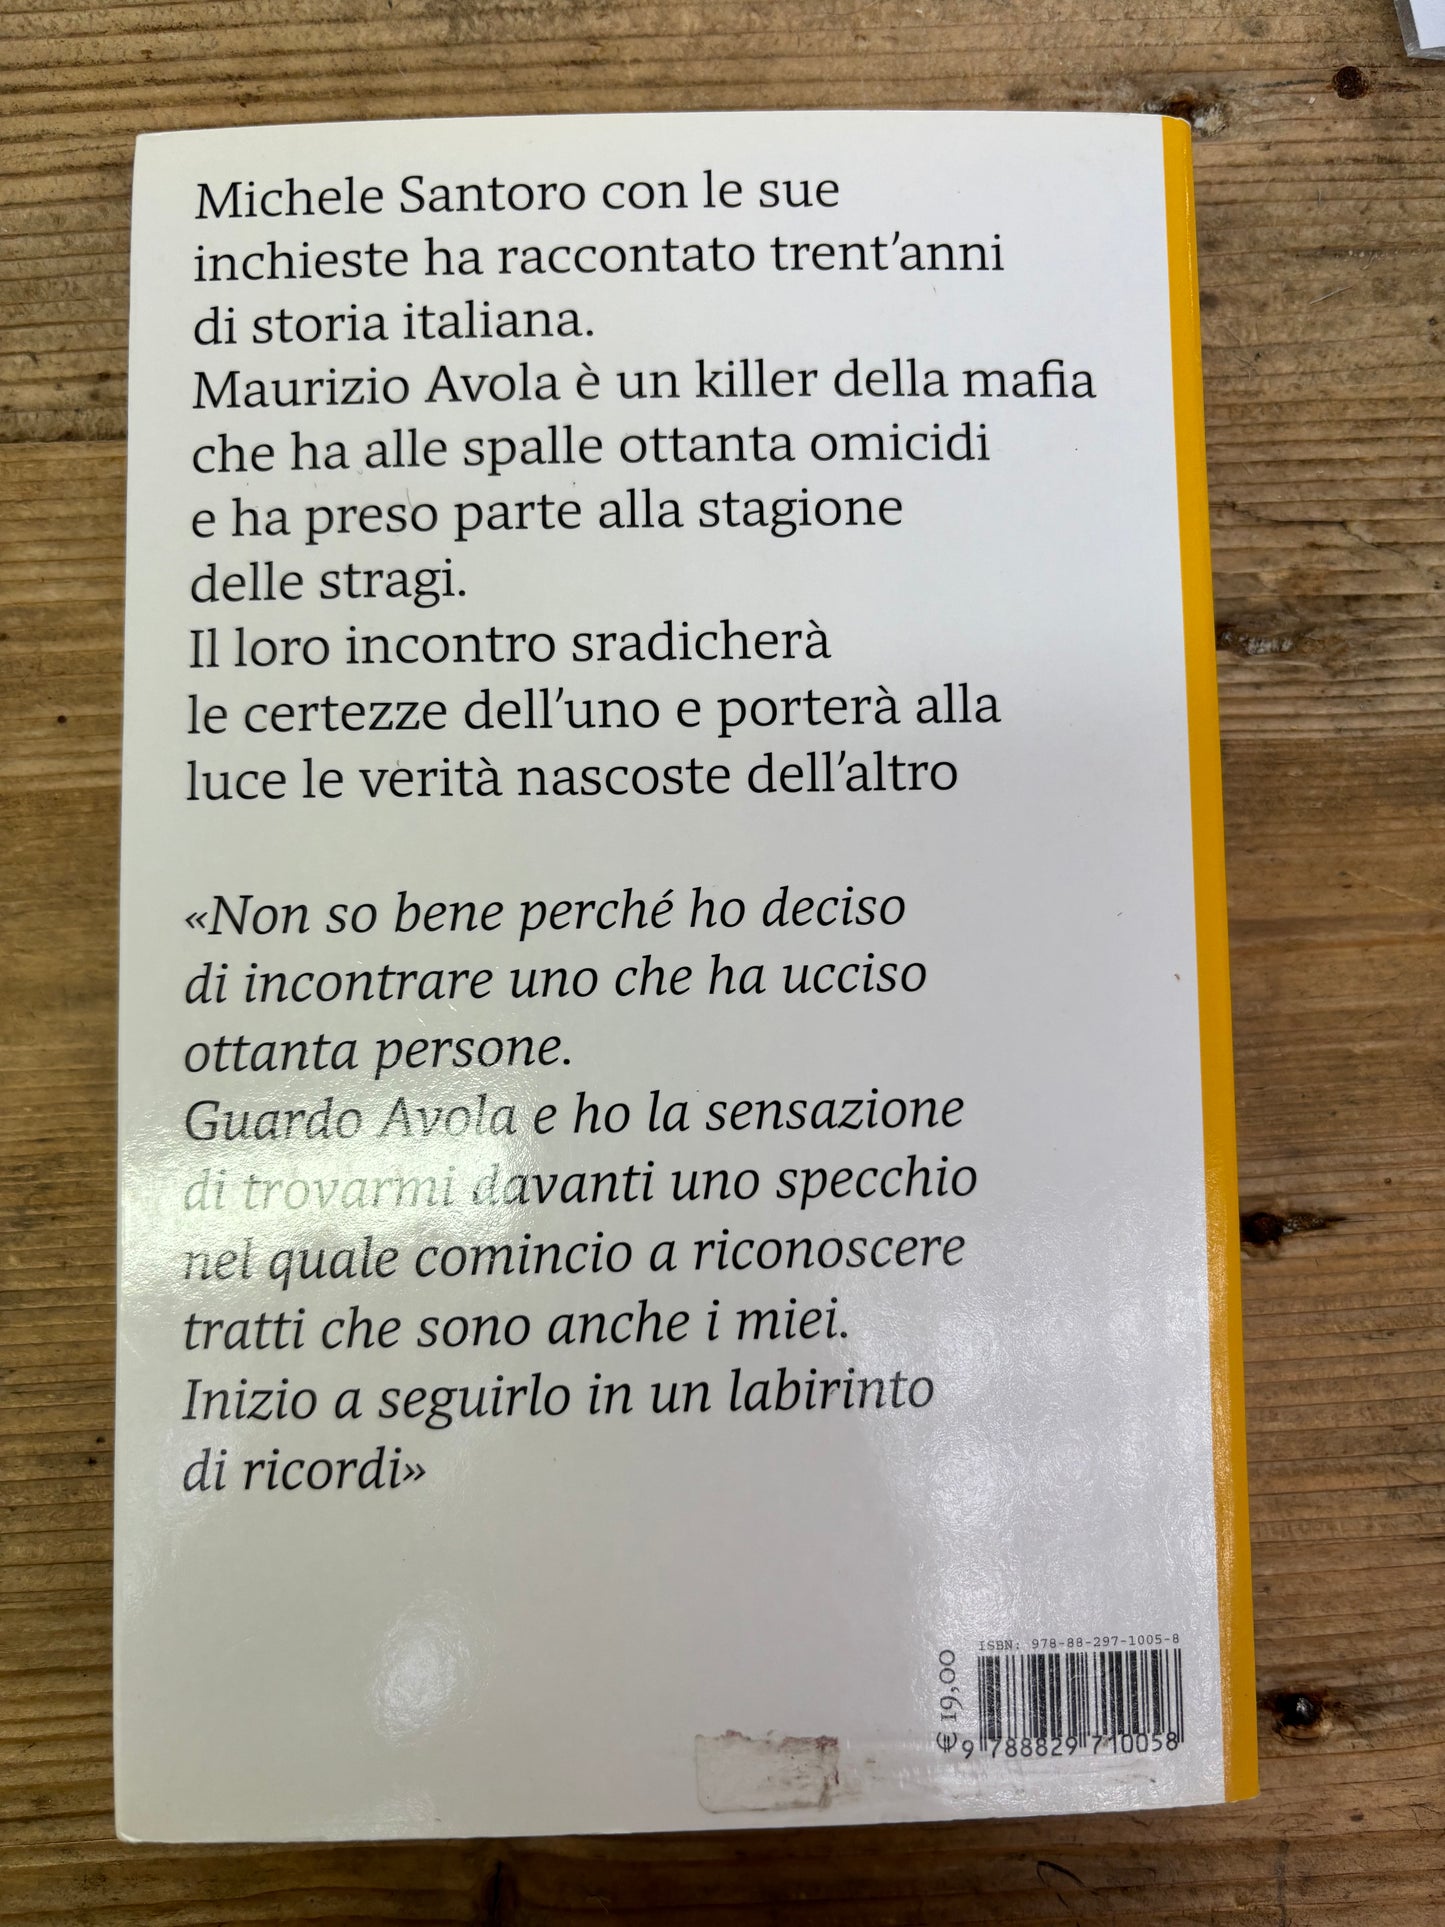 Michele Santoro con le sue
inchieste ha raccontato trent’anni
di storia italiana.
Maurizio Avola è un killer della mafia
che ha alle spalle ottanta omicidi
e ha preso parte alla stagione
delle stragi.
Il loro incontro sradicherà
le certezze dell’uno e porterà alla
luce le verità nascoste dell’altro
«Non so bene perché ho deciso
di incontrare uno che ha ucciso
ottanta persone.
Guardo Avola e ho la sensazione
di trovarmi davanti uno specchio
nel quale comincio a riconoscere
tratti che sono anche i miei.
Inizio a seguirlo in un labirinto
di ricordi»
ISBN: 978-88-297-1005-8
€ 19,00
9 788829 710058